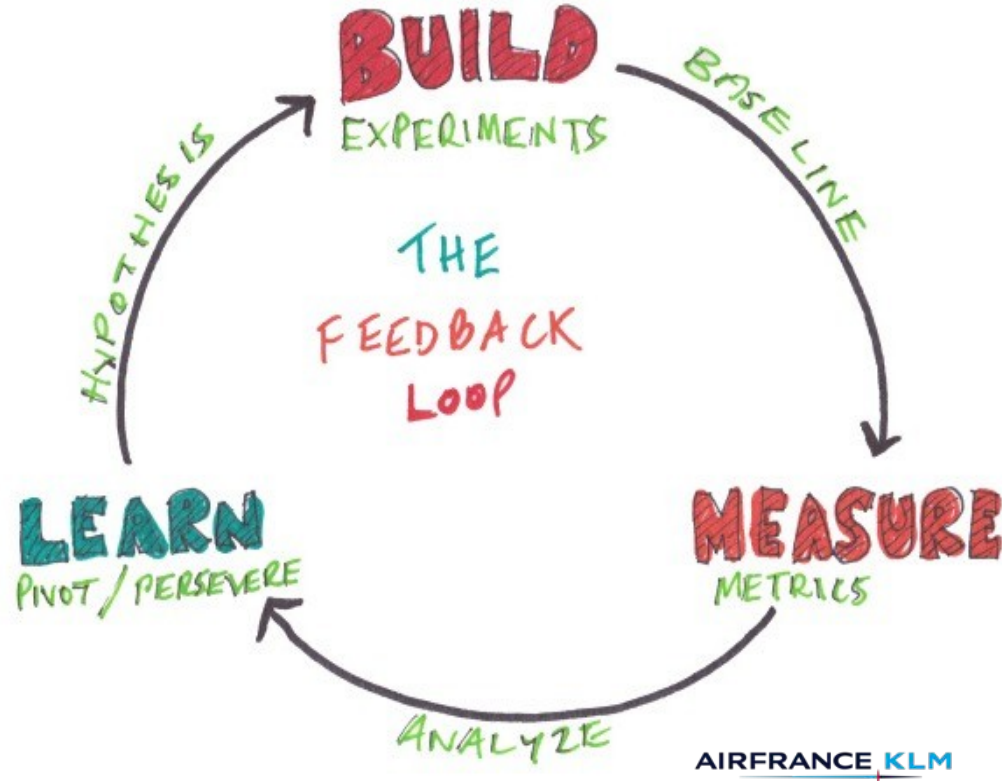 BUILD
EXPERIMENTS
BASELINE
HYPOTHESIS
THE
FEEDBACK
LOOP
LEARN
PIVOT / PERSEVERE
MEASURE
METRICS
ANALYZE
AIRFRANCE KLM